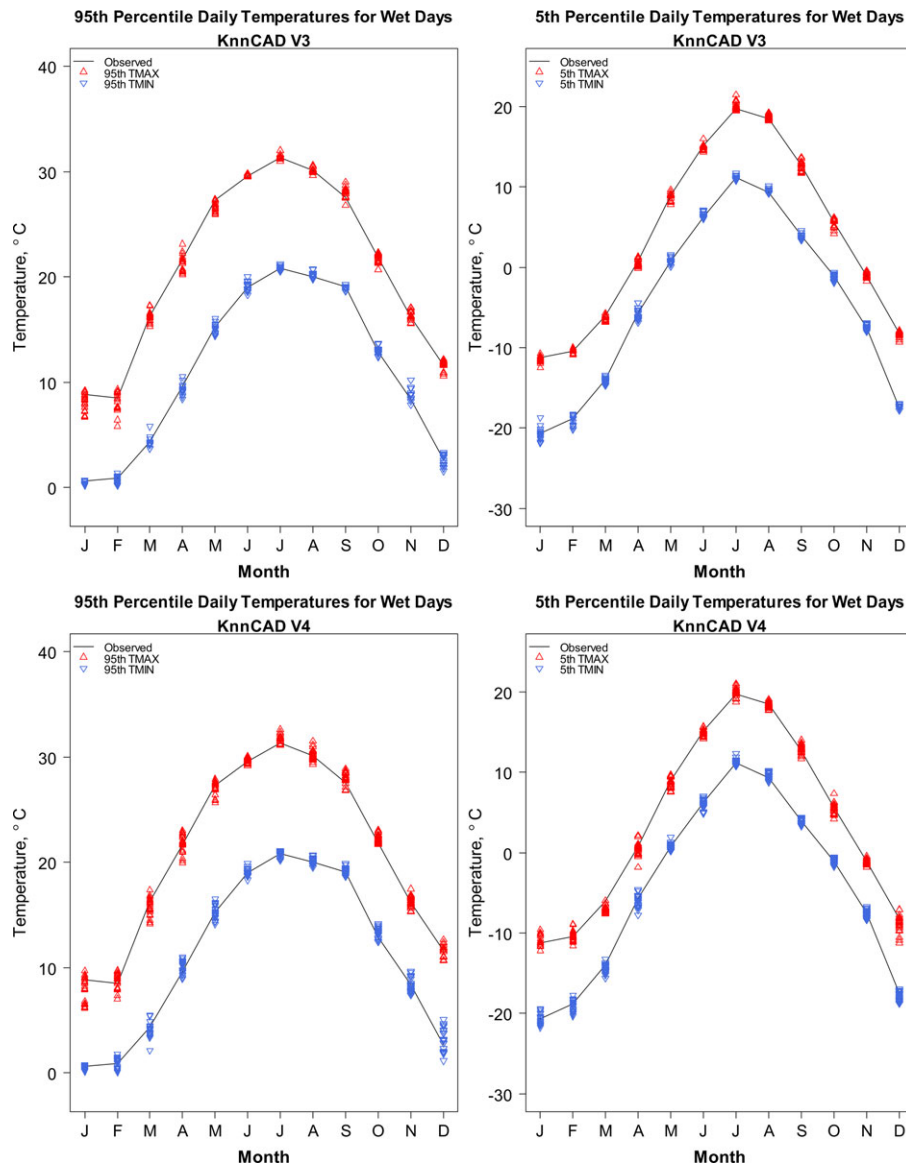 95th Percentile Daily Temperatures for Wet Days
KnnCAD V3
Observed
95th TMAX
95th TMIN
40
30
20
10
0
Temperature, ° C
J F M A M J J A S O N D
Month
5th Percentile Daily Temperatures for Wet Days
KnnCAD V3
Observed
5th TMAX
5th TMIN
20
10
0
-10
-20
-30
Temperature, ° C
J F M A M J J A S O N D
Month
95th Percentile Daily Temperatures for Wet Days
KnnCAD V4
Observed
95th TMAX
95th TMIN
40
30
20
10
0
Temperature, ° C
J F M A M J J A S O N D
Month
5th Percentile Daily Temperatures for Wet Days
KnnCAD V4
Observed
5th TMAX
5th TMIN
20
10
0
-10
-20
-30
Temperature, ° C
J F M A M J J A S O N D
Month